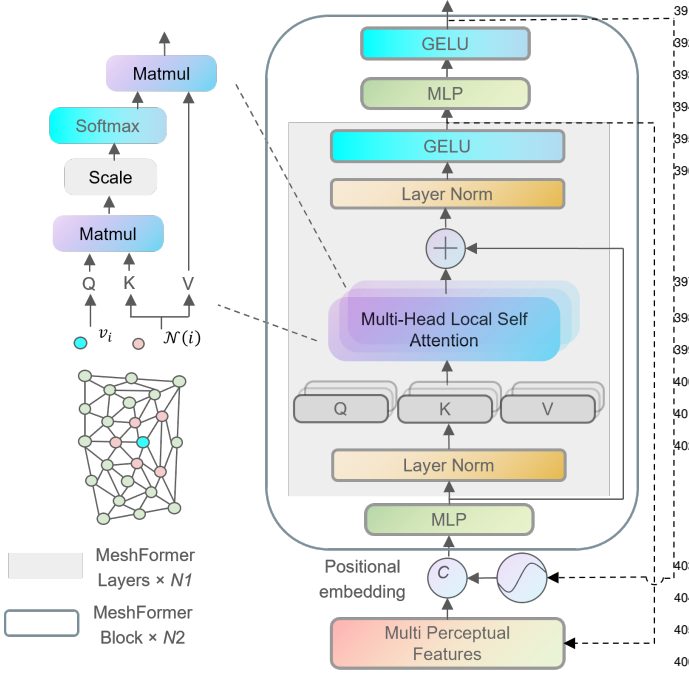 Matmul
Softmax
Scale
Matmul
Q
K
V
v_i
N(i)
MeshFormer
Layers × N1
MeshFormer
Block × N2
GELU
MLP
GELU
Layer Norm
+
Multi-Head Local Self
Attention
Q
K
V
Layer Norm
MLP
Positional
embedding
C
Multi Perceptual
Features